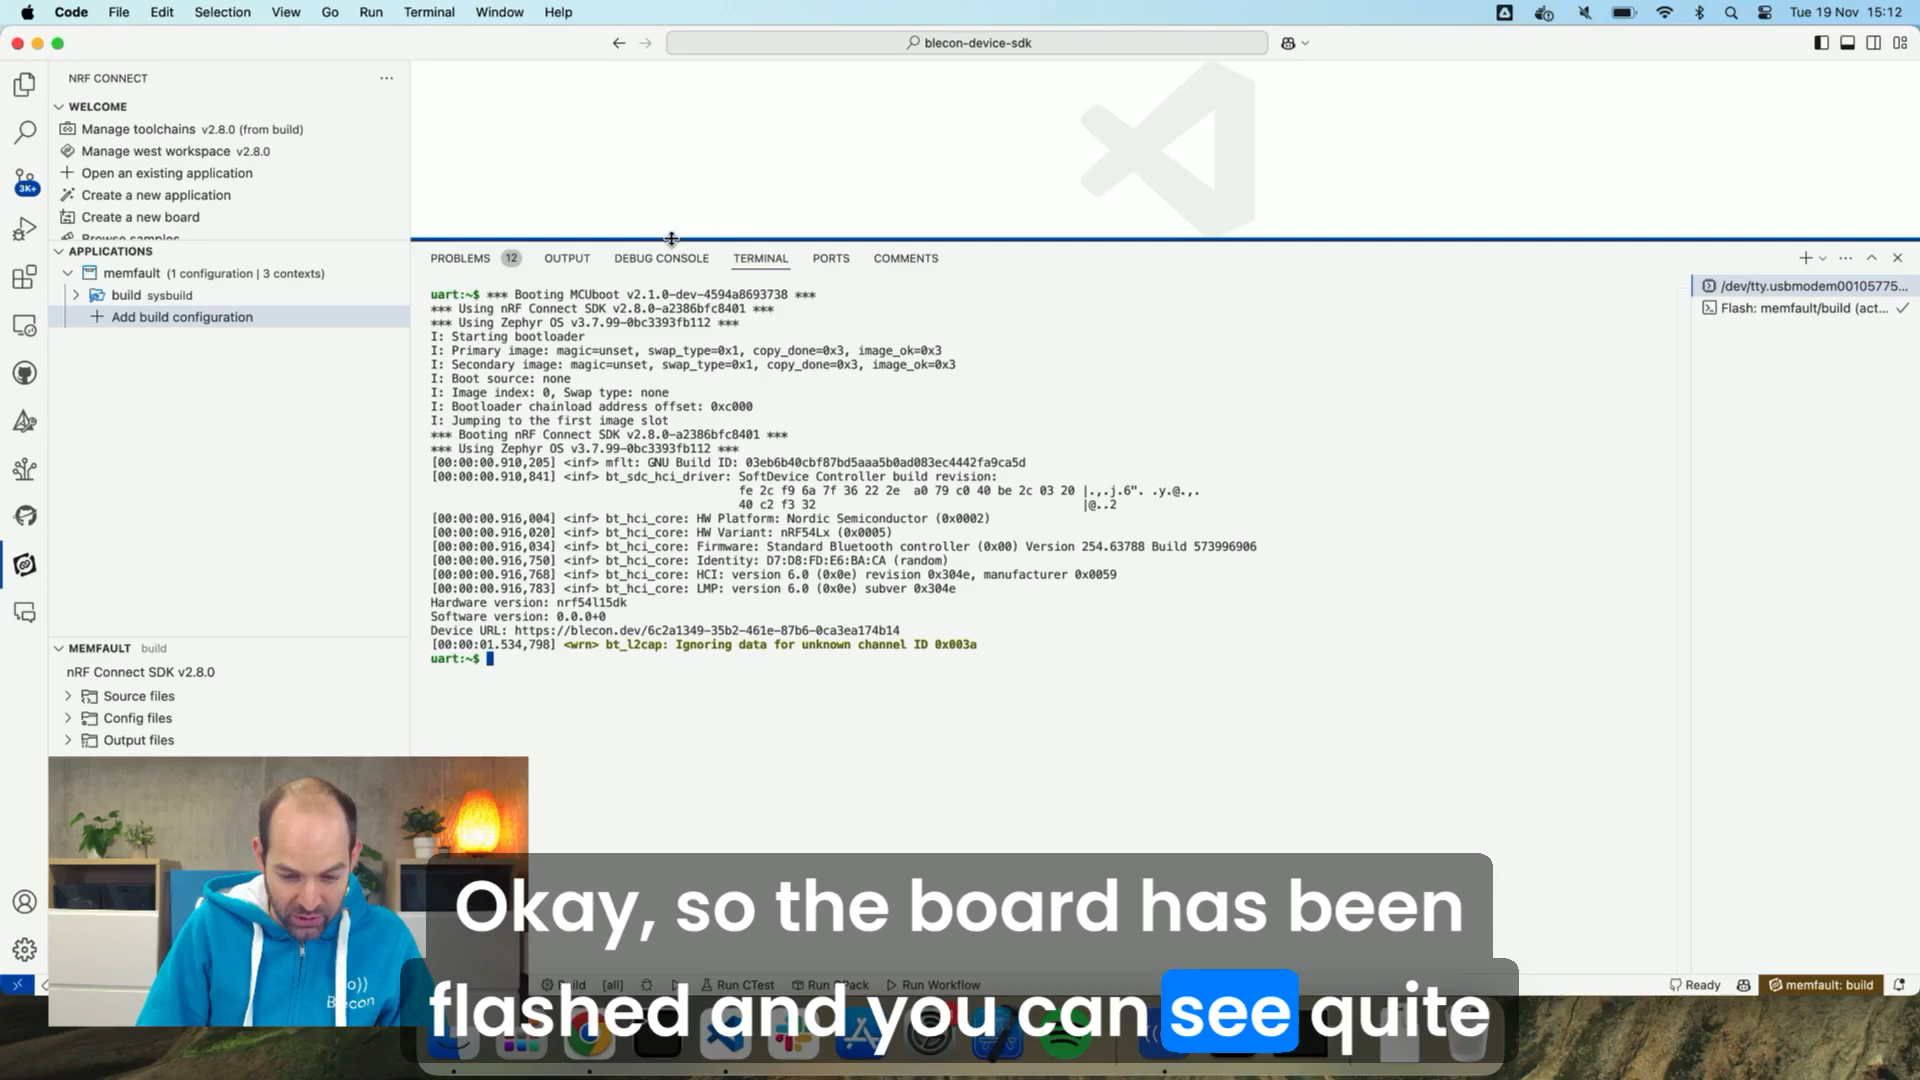 Code File Edit Selection View Go Run Terminal Window Help
Tue 19 Nov 15:12
blecon-device-sdk
NRF CONNECT
WELCOME
Manage toolchains v2.8.0 (from build)
Manage west workspace v2.8.0
Open an existing application
Create a new application
Create a new board
Browse samples
3K+
APPLICATIONS
memfault (1 configuration | 3 contexts)
build sysbuild
Add build configuration
PROBLEMS 12 OUTPUT DEBUG CONSOLE TERMINAL PORTS COMMENTS
/dev/tty.usbmodem00105775...
Flash: memfault/build (act...
uart:~$ *** Booting MCUboot v2.1.0-dev-4594a8693738 ***
*** Using nRF Connect SDK v2.8.0-a2386bfc8401 ***
*** Using Zephyr OS v3.7.99-0bc3393fb112 ***
I: Starting bootloader
I: Primary image: magic=unset, swap_type=0x1, copy_done=0x3, image_ok=0x3
I: Secondary image: magic=unset, swap_type=0x1, copy_done=0x3, image_ok=0x3
I: Boot source: none
I: Image index: 0, Swap type: none
I: Bootloader chainload address offset: 0xc000
I: Jumping to the first image slot
*** Booting nRF Connect SDK v2.8.0-a2386bfc8401 ***
*** Using Zephyr OS v3.7.99-0bc3393fb112 ***
[00:00:00.910,205] <inf> mflt: GNU Build ID: 03eb6b40cbf87bd5aaa5b0ad083ec4442fa9ca5d
[00:00:00.910,841] <inf> bt_sdc_hci_driver: SoftDevice Controller build revision:
fe 2c f9 6a 7f 36 22 2e a0 79 c0 40 be 2c 03 20 |.,.j.6". .y.@.,.
40 c2 f3 32 |@..2
[00:00:00.916,004] <inf> bt_hci_core: HW Platform: Nordic Semiconductor (0x0002)
[00:00:00.916,020] <inf> bt_hci_core: HW Variant: nRF54Lx (0x0005)
[00:00:00.916,034] <inf> bt_hci_core: Firmware: Standard Bluetooth controller (0x00) Version 254.63788 Build 573996906
[00:00:00.916,750] <inf> bt_hci_core: Identity: D7:D8:FD:E6:BA:CA (random)
[00:00:00.916,768] <inf> bt_hci_core: HCI: version 6.0 (0x0e) revision 0x304e, manufacturer 0x0059
[00:00:00.916,783] <inf> bt_hci_core: LMP: version 6.0 (0x0e) subver 0x304e
Hardware version: nrf54l15dk
Software version: 0.0.0+0
Device URL: https://blecon.dev/6c2a1349-35b2-461e-87b6-0ca3ea174b14
[00:00:01.534,798] <wrn> bt_l2cap: Ignoring data for unknown channel ID 0x003a
uart:~$
MEMFAULT build
nRF Connect SDK v2.8.0
Source files
Config files
Output files
Blecon
Okay, so the board has been
flashed and you can see quite
Build [all] Run CTest Run CPack Run Workflow
Ready memfault: build